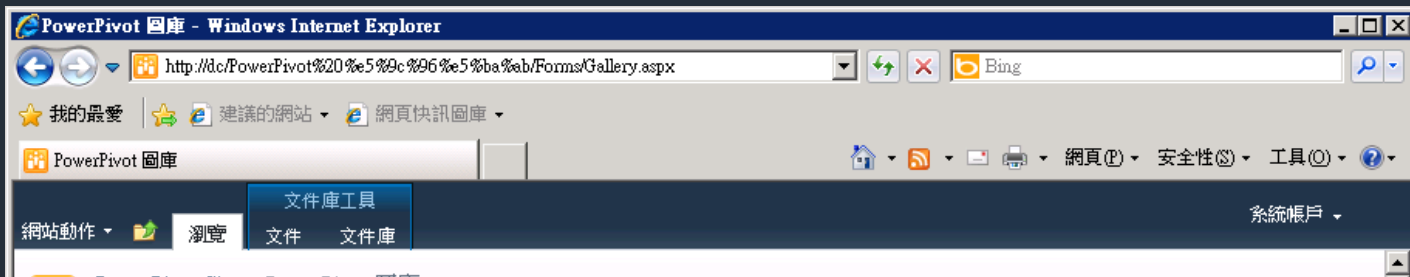 PowerPivot 圖庫 - Windows Internet Explorer
http://dc/PowerPivot%20%e5%9c%96%e5%ba%ab/Forms/Gallery.aspx
Bing
我的最愛 建議的網站 網頁快訊圖庫
PowerPivot 圖庫 網頁(P) 安全性(S) 工具(O)
文件庫工具
系統帳戶
網站動作 瀏覽 文件 文件庫